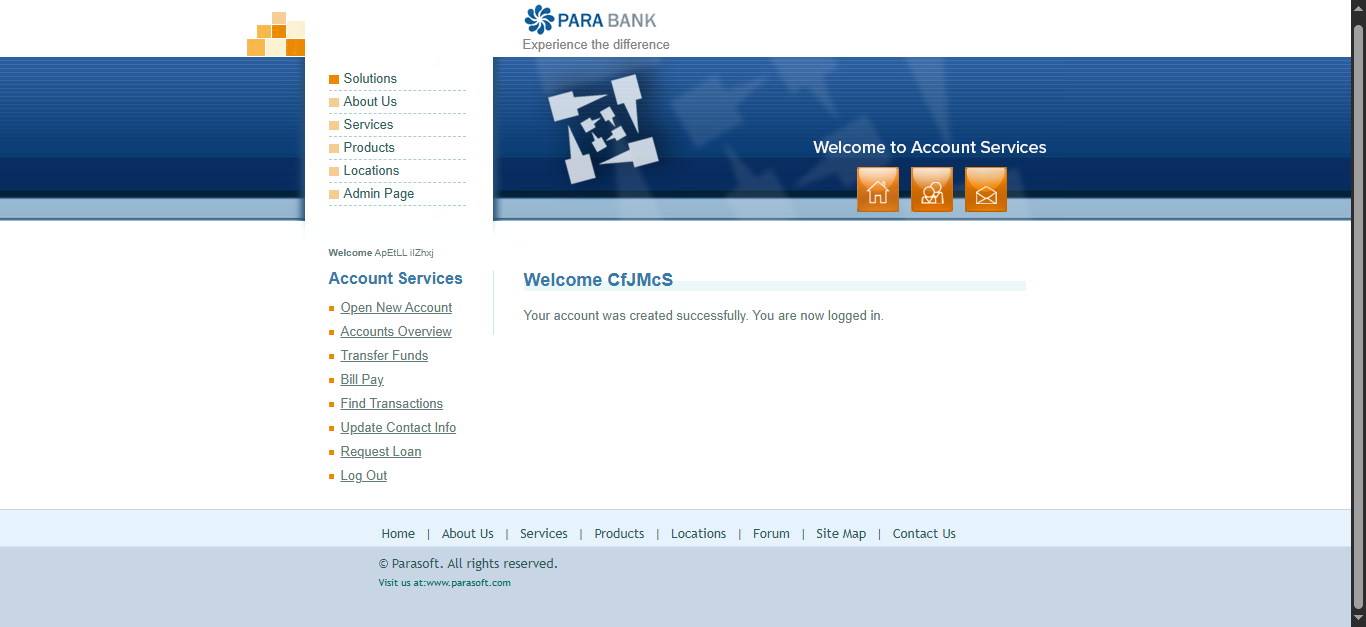 PARA BANK
Experience the difference
Solutions
About Us
Services
Products
Locations
Admin Page
Welcome to Account Services
Welcome ApEtLL ilZhxj
Account Services
Open New Account
Accounts Overview
Transfer Funds
Bill Pay
Find Transactions
Update Contact Info
Request Loan
Log Out
Welcome CfJMcS
Your account was created successfully. You are now logged in.
Home | About Us | Services | Products | Locations | Forum | Site Map | Contact Us
© Parasoft. All rights reserved.
Visit us at:www.parasoft.com